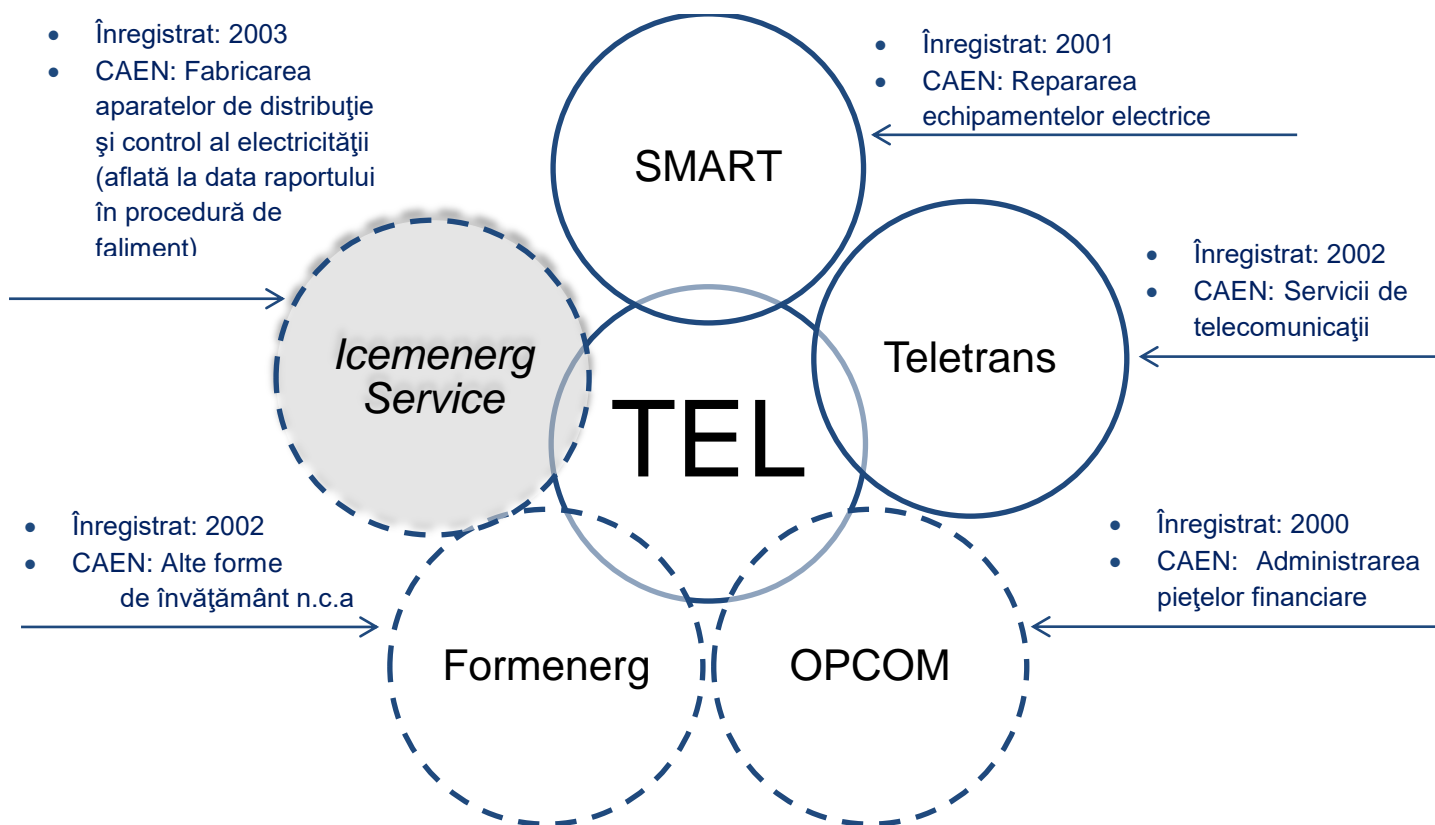 • Înregistrat: 2003
• CAEN: Fabricarea
aparatelor de distribuţie
şi control al electricităţii
(aflată la data raportului
în procedură de
faliment)
• Înregistrat: 2001
• CAEN: Repararea
echipamentelor electrice
SMART
• Înregistrat: 2002
• CAEN: Servicii de
telecomunicaţii
Icemenerg
Service
Teletrans
TEL
• Înregistrat: 2002
• CAEN: Alte forme
de învăţământ n.c.a
• Înregistrat: 2000
• CAEN: Administrarea
pieţelor financiare
Formenerg
OPCOM